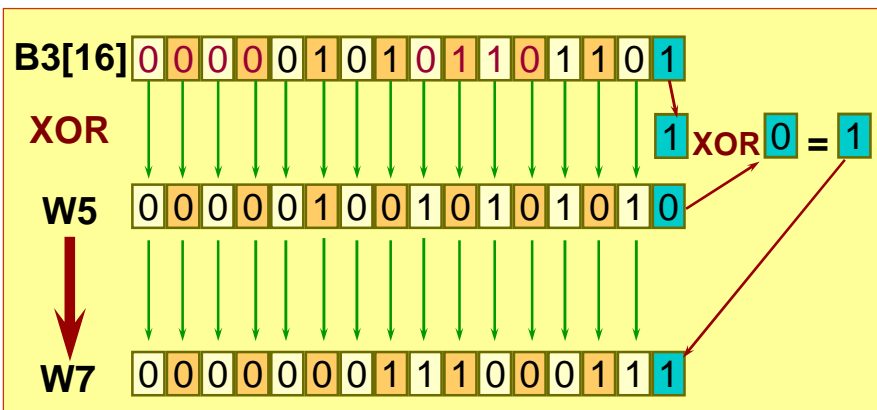 B3[16] 0 0 0 0 0 1 0 1 0 1 1 0 1 1 0 1
XOR 1 XOR 0 = 1
W5 0 0 0 0 0 1 0 0 1 0 1 0 1 0 1 0
W7 0 0 0 0 0 0 0 1 1 1 0 0 0 1 1 1